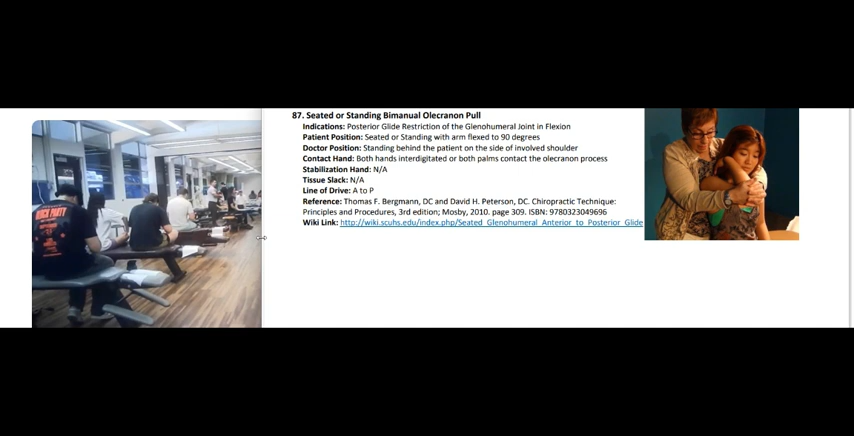 ROCK PARTY
87. Seated or Standing Bimanual Olecranon Pull
Indications: Posterior Glide Restriction of the Glenohumeral Joint in Flexion
Patient Position: Seated or Standing with arm flexed to 90 degrees
Doctor Position: Standing behind the patient on the side of involved shoulder
Contact Hand: Both hands interdigitated or both palms contact the olecranon process
Stabilization Hand: N/A
Tissue Slack: N/A
Line of Drive: A to P
Reference: Thomas F. Bergmann, DC and David H. Peterson, DC. Chiropractic Technique:
Principles and Procedures, 3rd edition; Mosby, 2010. page 309. ISBN: 9780323049696
Wiki Link: http://wiki.scuhs.edu/index.php/Seated_Glenohumeral_Anterior_to_Posterior_Glide